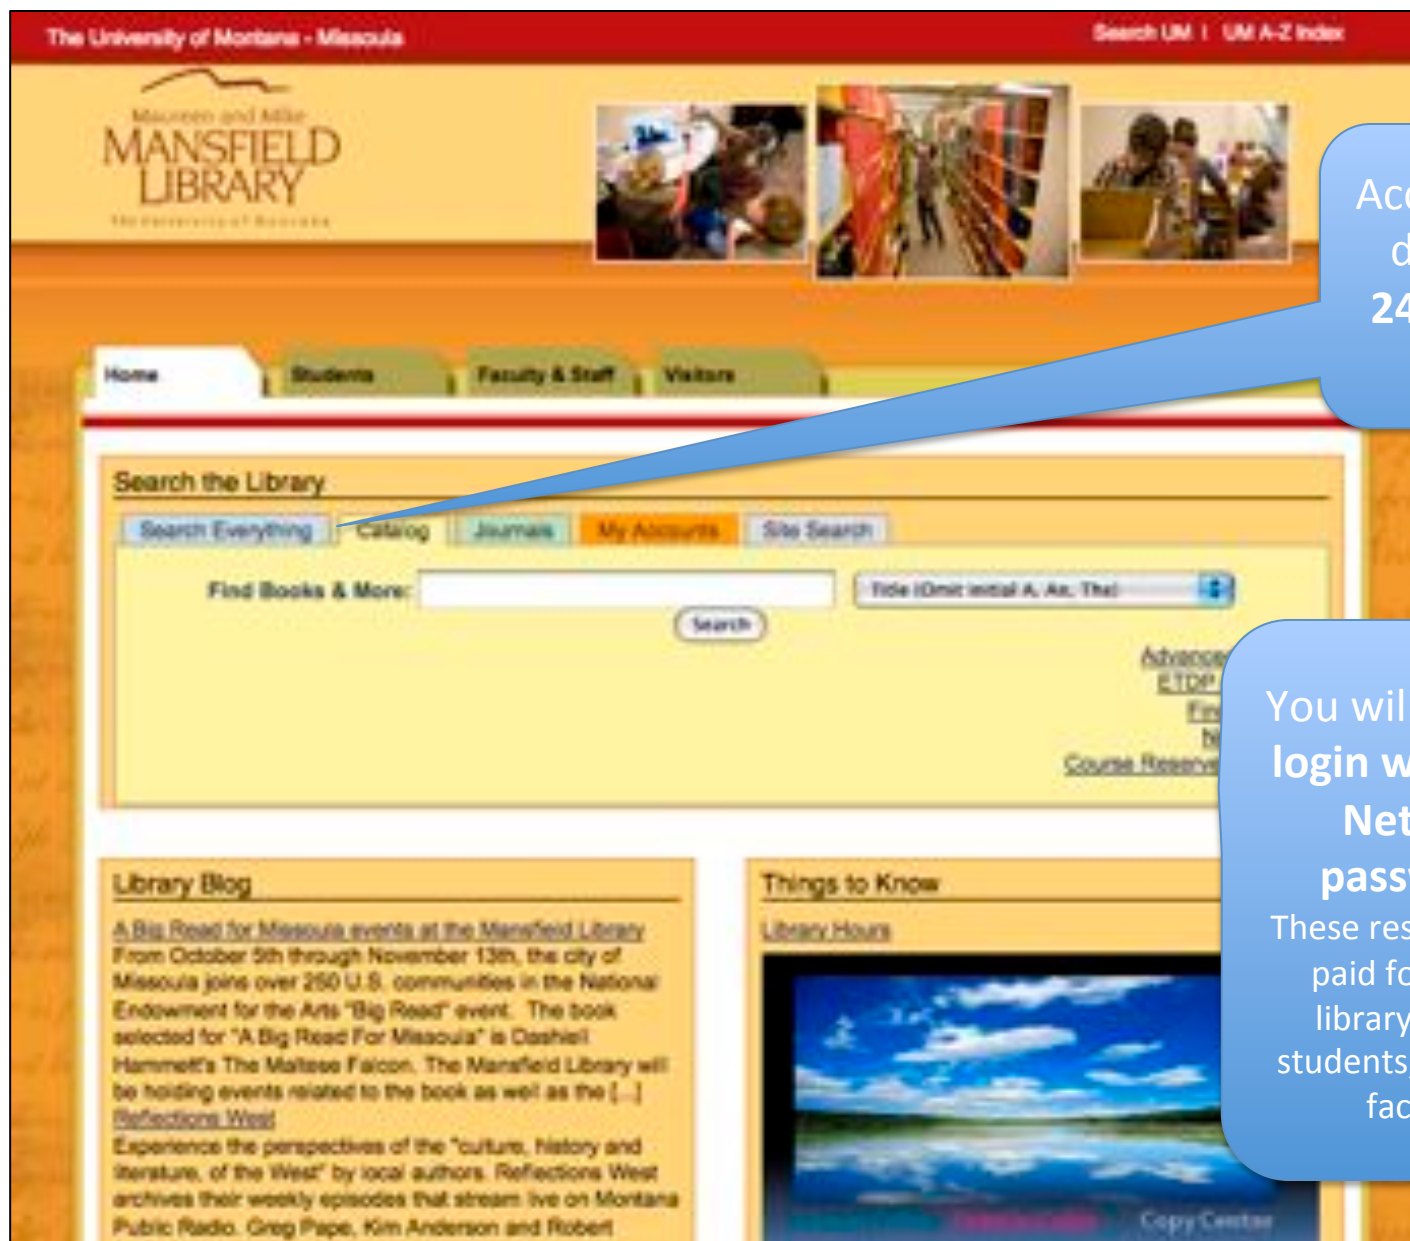 The University of Montana - Missoula
Search UM | UM A-Z Index
Maureen and Mike
MANSFIELD
LIBRARY
The University of Montana
Acc
d
24
Home
Students
Faculty & Staff
Visitors
Search the Library
Search Everything
Catalog
Journals
My Accounts
Site Search
Find Books & More:
Title (Omit initial A, An, The)
Search
Advance
ETDP
Fin
N
Course Reserve
You wil
login w
Net
pass
These res
paid fo
library
students,
fac
Library Blog
A Big Read for Missoula events at the Mansfield Library
From October 5th through November 13th, the city of
Missoula joins over 250 U.S. communities in the National
Endowment for the Arts "Big Read" event. The book
selected for "A Big Read For Missoula" is Dashiell
Hammett's The Maltese Falcon. The Mansfield Library will
be holding events related to the book as well as the [...]
Reflections West
Experience the perspectives of the "culture, history and
literature, of the West" by local authors. Reflections West
archives their weekly episodes that stream live on Montana
Public Radio. Greg Pape, Kim Anderson and Robert
Things to Know
Library Hours
Copy Center